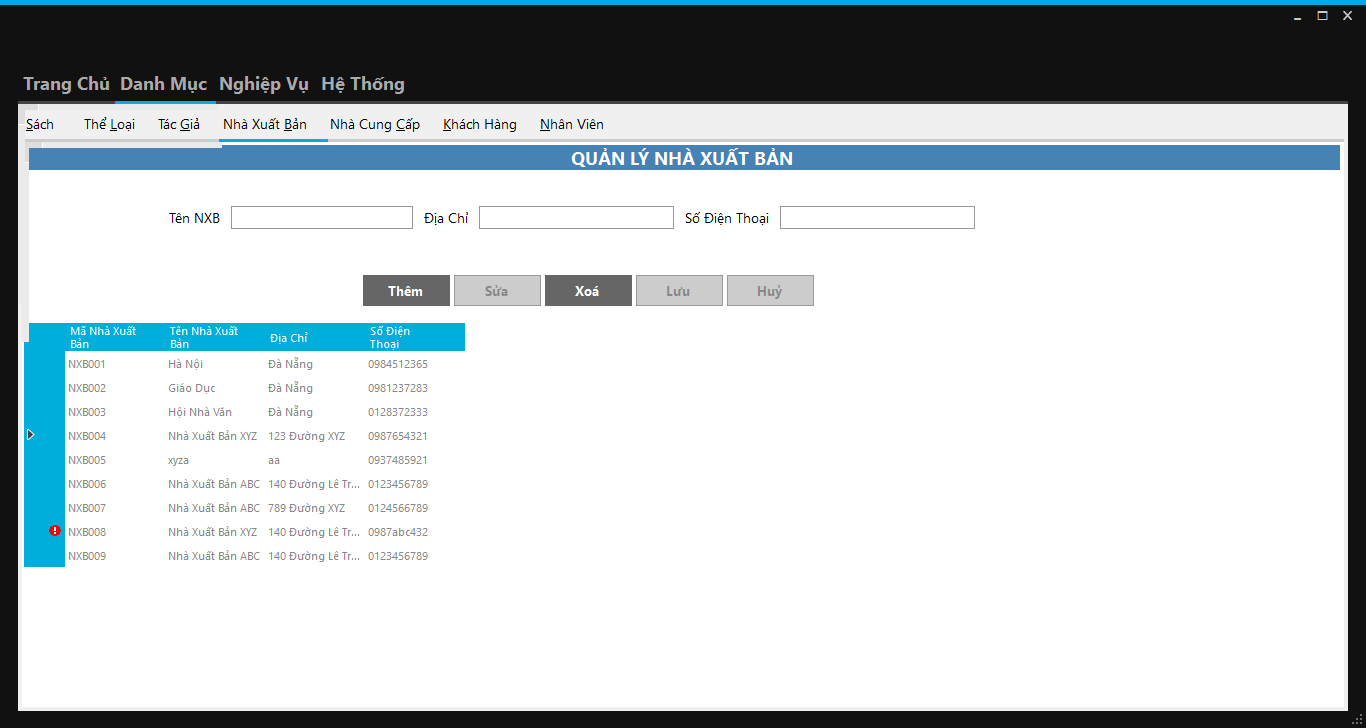 Trang Chủ Danh Mục Nghiệp Vụ Hệ Thống
Sách Thể Loại Tác Giả Nhà Xuất Bản Nhà Cung Cấp Khách Hàng Nhân Viên
QUẢN LÝ NHÀ XUẤT BẢN
Tên NXB Địa Chỉ Số Điện Thoại
Thêm Sửa Xoá Lưu Huỷ
Mã Nhà Xuất Bản Tên Nhà Xuất Bản Địa Chỉ Số Điện Thoại
NXB001 Hà Nội Đà Nẵng 0984512365
NXB002 Giáo Dục Đà Nẵng 0981237283
NXB003 Hội Nhà Văn Đà Nẵng 0128372333
NXB004 Nhà Xuất Bản XYZ 123 Đường XYZ 0987654321
NXB005 xyza aa 0937485921
NXB006 Nhà Xuất Bản ABC 140 Đường Lê Tr... 0123456789
NXB007 Nhà Xuất Bản ABC 789 Đường XYZ 0124566789
NXB008 Nhà Xuất Bản XYZ 140 Đường Lê Tr... 0987abc432
NXB009 Nhà Xuất Bản ABC 140 Đường Lê Tr... 0123456789